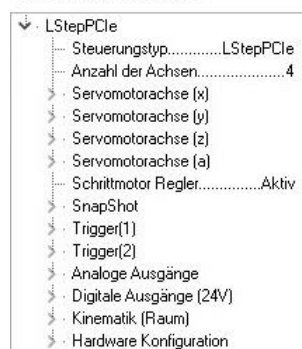 LStepPCIe
Steuerungstyp............LStepPCIe
Anzahl der Achsen....................4
Servomotorachse (x)
Servomotorachse (y)
Servomotorachse (z)
Servomotorachse (a)
Schrittmotor Regler..............Aktiv
SnapShot
Trigger(1)
Trigger(2)
Analoge Ausgänge
Digitale Ausgänge (24V)
Kinematik (Raum)
Hardware Konfiguration